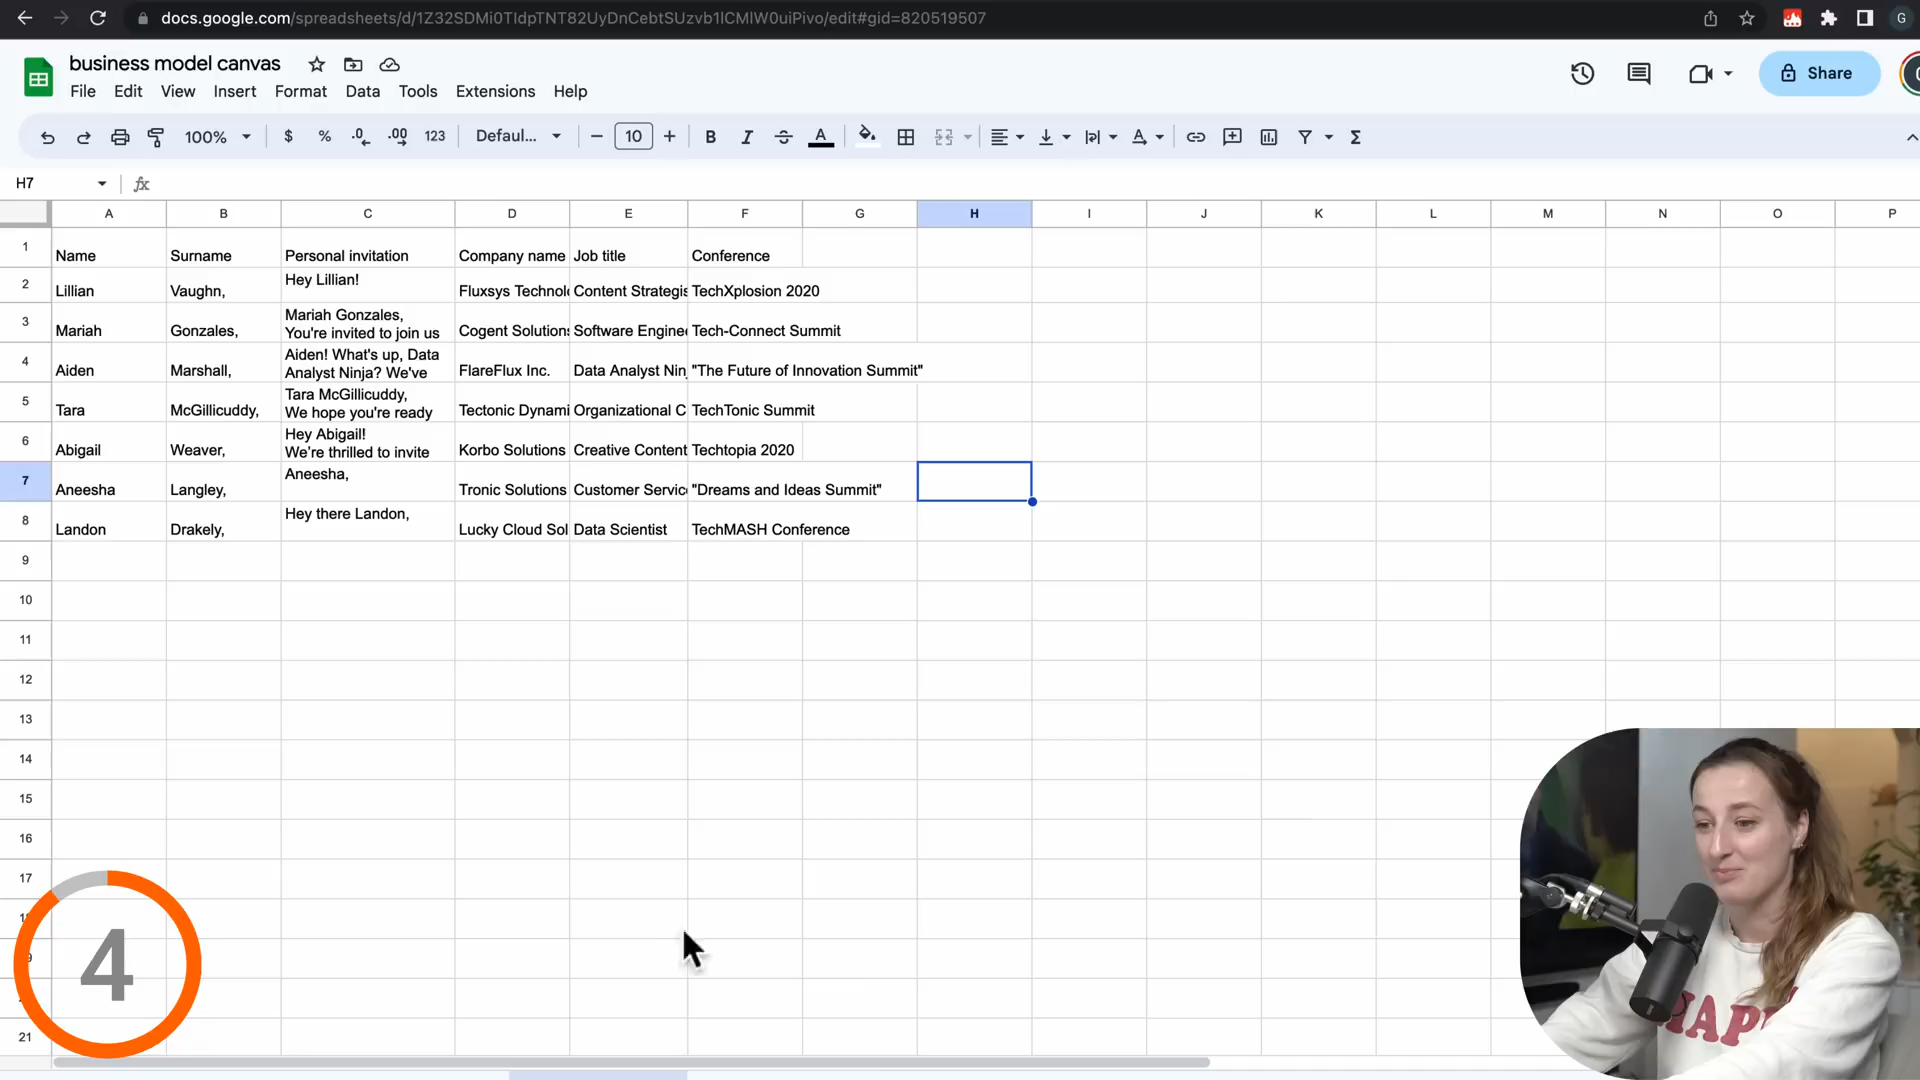 docs.google.com/spreadsheets/d/1Z32SDMi0TIdpTNT82UyDnCebtSUzvb1lCMlW0uiPivo/edit#gid=820519507
G
business model canvas
File Edit View Insert Format Data Tools Extensions Help
Share
100% $ % .0 .00 123 Defaul... 10 B I A Σ
H7 fx
A B C D E F G H I J K L M N O P
1 Name Surname Personal invitation Company name Job title Conference
2 Lillian Vaughn, Hey Lillian! Fluxsys Technol Content Strategis TechXplosion 2020
3 Mariah Gonzales, Mariah Gonzales,
You're invited to join us Cogent Solutions Software Enginee Tech-Connect Summit
4 Aiden Marshall, Aiden! What's up, Data
Analyst Ninja? We've FlareFlux Inc. Data Analyst Nin "The Future of Innovation Summit"
5 Tara McGillicuddy, Tara McGillicuddy,
We hope you're ready Tectonic Dynami Organizational C TechTonic Summit
6 Abigail Weaver, Hey Abigail!
We're thrilled to invite Korbo Solutions Creative Content Techtopia 2020
7 Aneesha Langley, Aneesha, Tronic Solutions Customer Servic "Dreams and Ideas Summit"
8 Landon Drakely, Hey there Landon, Lucky Cloud Sol Data Scientist TechMASH Conference
9
10
11
12
13
14
15
16
17
21
4